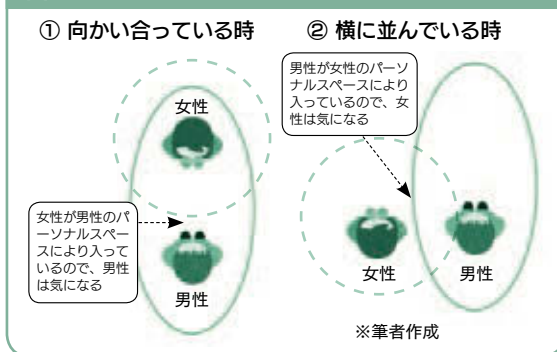 ① 向かい合っている時
女性
女性が男性のパ
ーソナルスペー
スにより入って
いるので、男性
は気になる
男性
② 横に並んでいる時
男性が女性のパーソ
ナルスペースにより
入っているので、女
性は気になる
女性
男性
※筆者作成